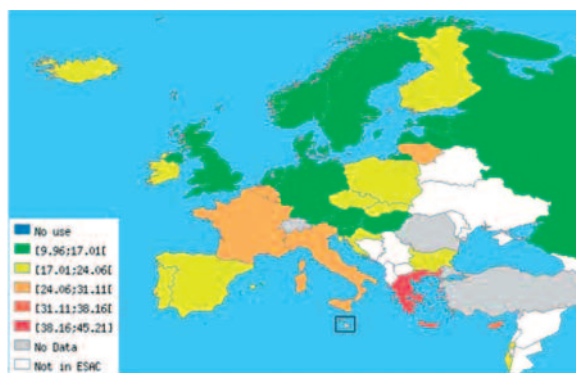 No use
[9.96;17.01[
[17.01;24.06[
[24.06;31.11[
[31.11;38.16[
[38.16;45.21]
No Data
Not in ESAC